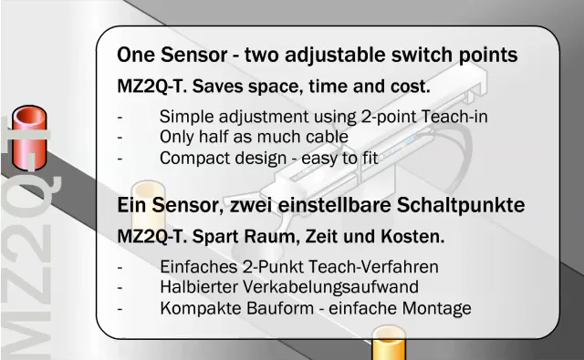 One Sensor - two adjustable switch points
MZ2Q-T. Saves space, time and cost.
- Simple adjustment using 2-point Teach-in
- Only half as much cable
- Compact design - easy to fit
Ein Sensor, zwei einstellbare Schaltpunkte
MZ2Q-T. Spart Raum, Zeit und Kosten.
- Einfaches 2-Punkt Teach-Verfahren
- Halbierter Verkabelungsaufwand
- Kompakte Bauform - einfache Montage
MZ2Q-T